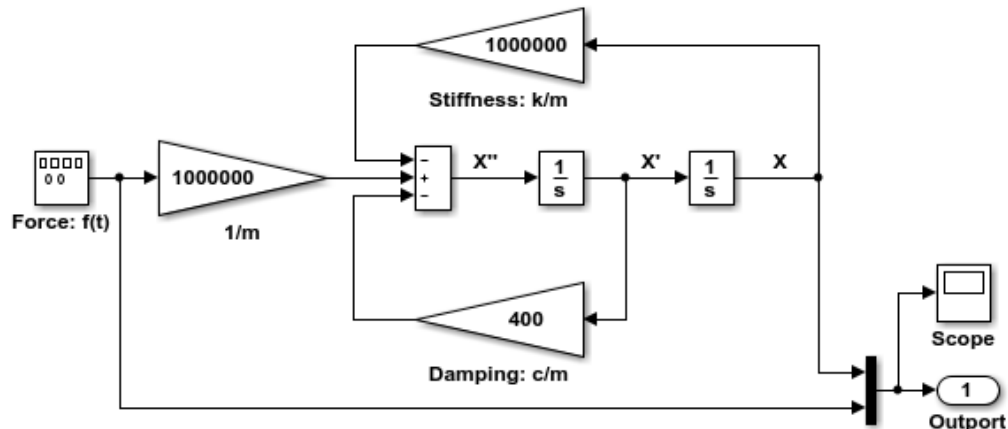 1000000
Stiffness: k/m
Force: f(t)
1000000
1/m
−
+
−
X''
1
s
X'
1
s
X
400
Damping: c/m
Scope
1
Outport